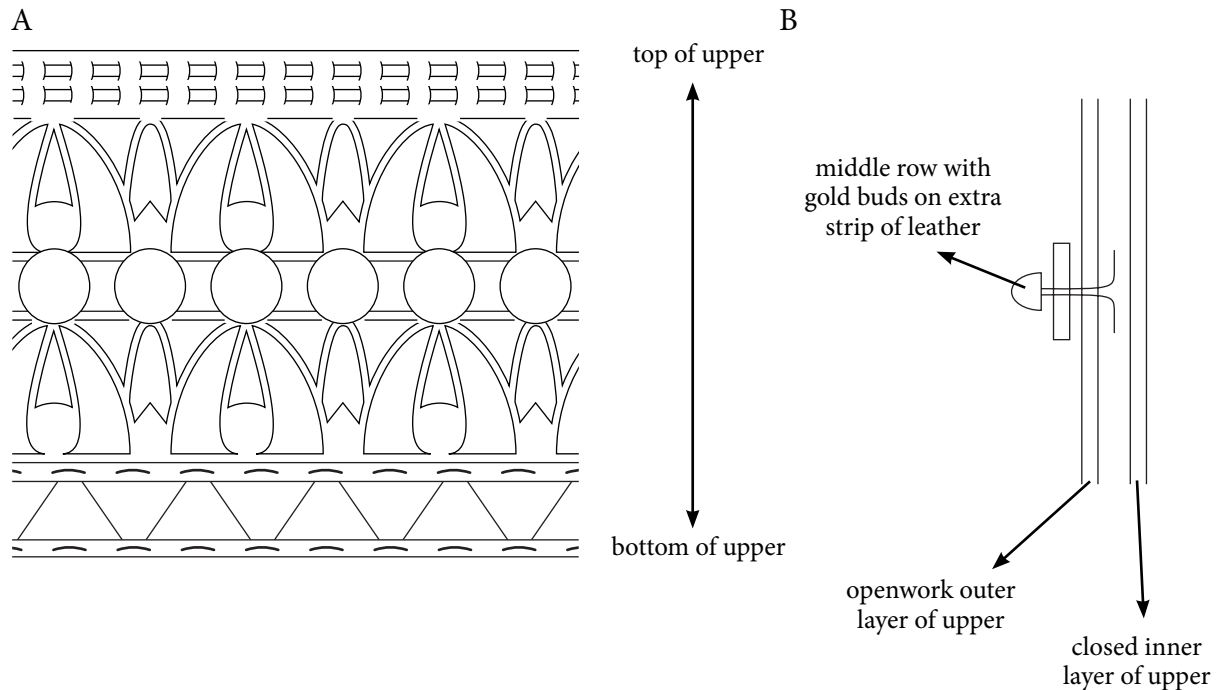 A
B
top of upper
middle row with
gold buds on extra
strip of leather
bottom of upper
openwork outer
layer of upper
closed inner
layer of upper